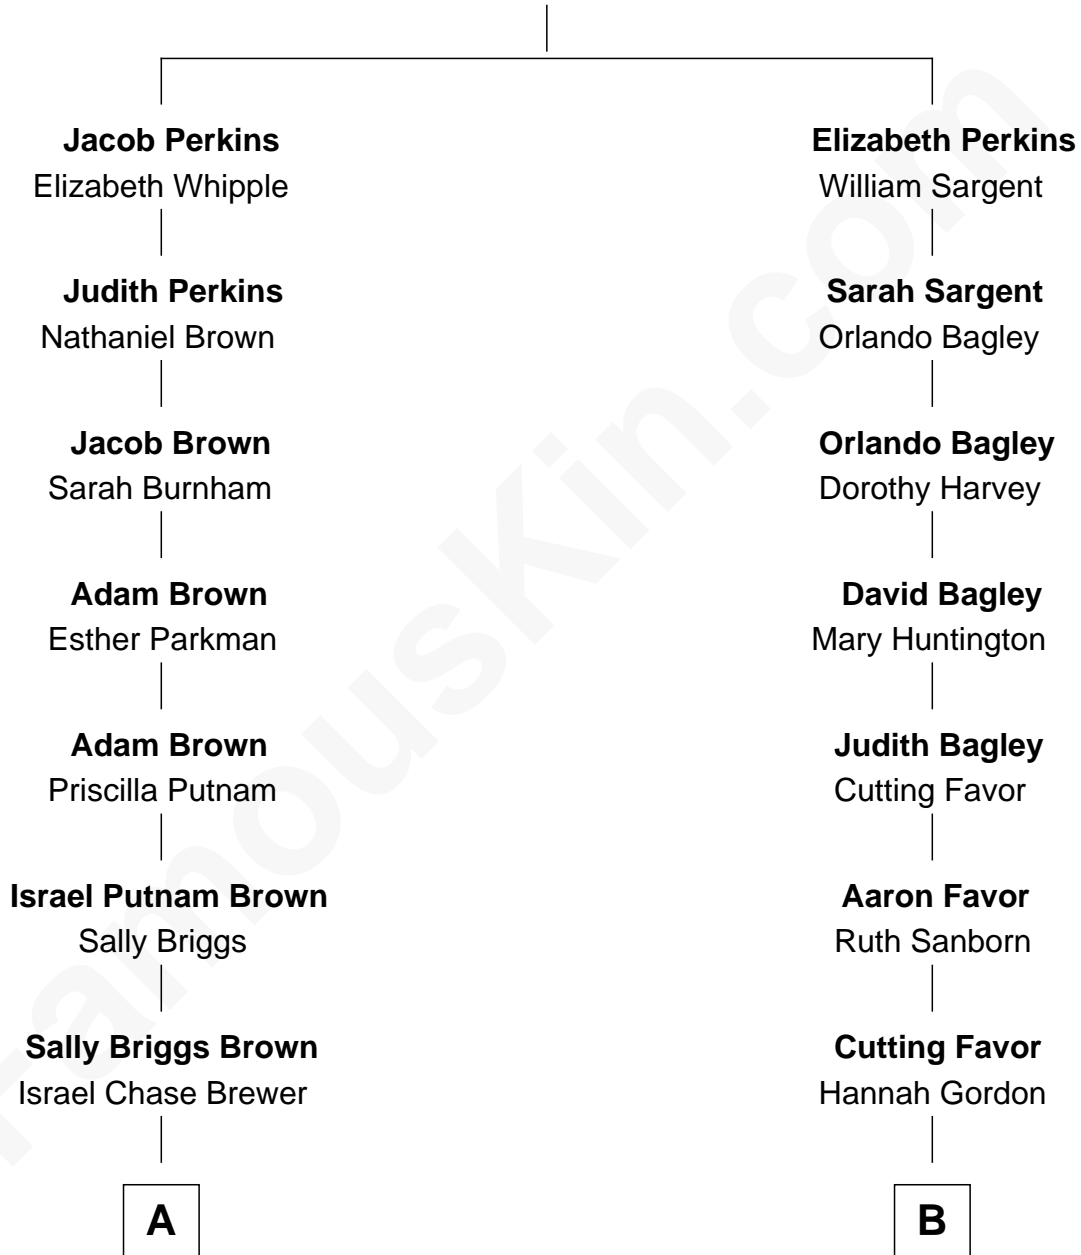 Jacob Perkins
Elizabeth Whipple
Elizabeth Perkins
William Sargent
Judith Perkins
Nathaniel Brown
Sarah Sargent
Orlando Bagley
Jacob Brown
Sarah Burnham
Orlando Bagley
Dorothy Harvey
Adam Brown
Esther Parkman
David Bagley
Mary Huntington
Adam Brown
Priscilla Putnam
Judith Bagley
Cutting Favor
Israel Putnam Brown
Sally Briggs
Aaron Favor
Ruth Sanborn
Sally Briggs Brown
Israel Chase Brewer
Cutting Favor
Hannah Gordon
A
B
FamousKin.com